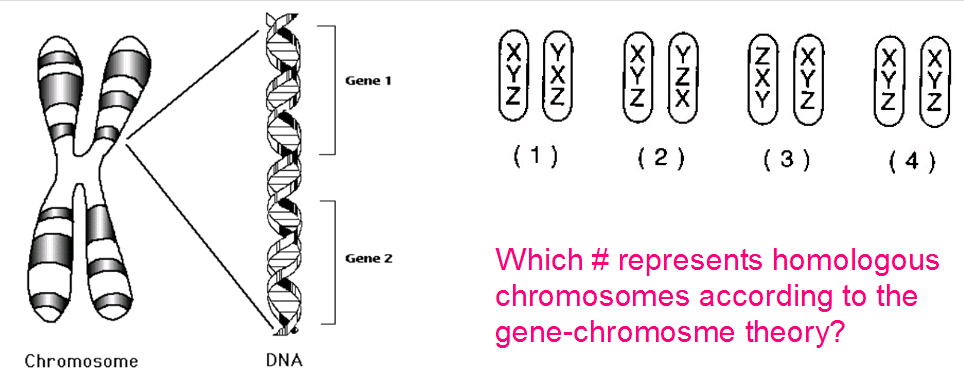 Gene 1
Gene 2
Chromosome
DNA
X Y
Y X
Z Z
(1)
X Y
Y Z
Z X
(2)
Z X
X Y
Y Z
(3)
X X
Y Y
Z Z
(4)
Which # represents homologous
chromosomes according to the
gene-chromosme theory?